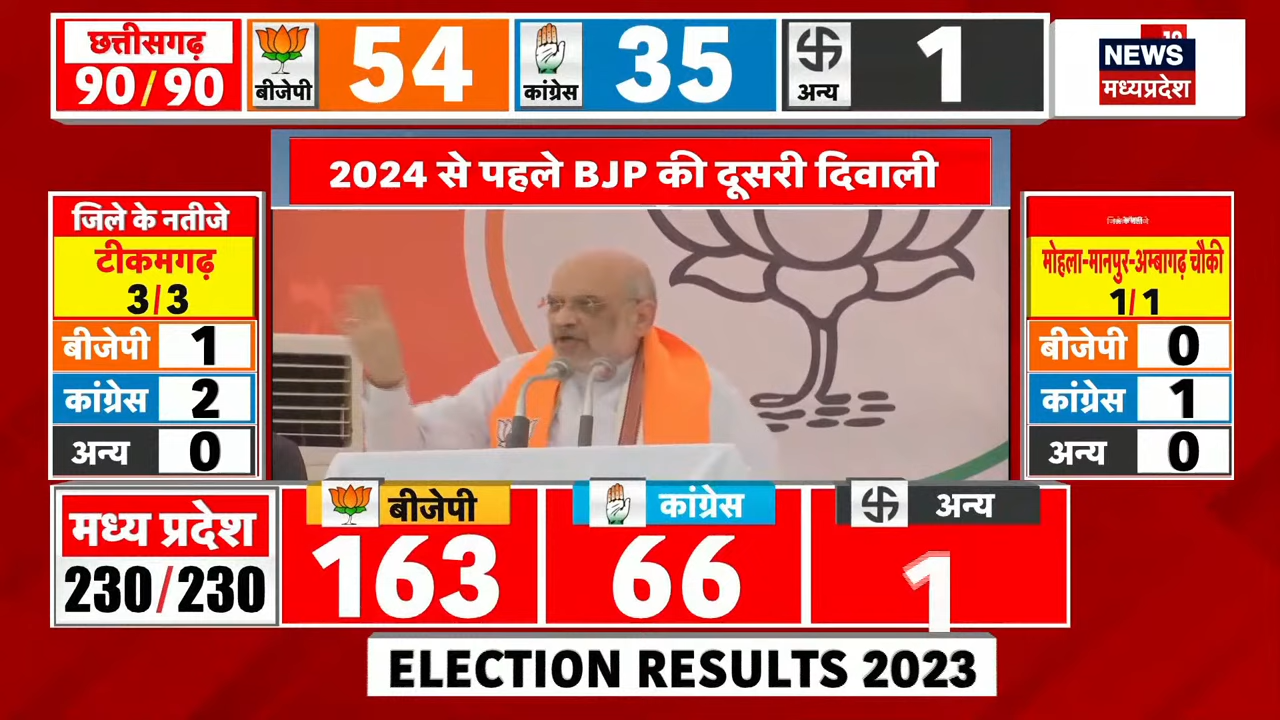 छत्तीसगढ़
90/90
बीजेपी
54
कांग्रेस
35
अन्य
1
18
NEWS
मध्यप्रदेश
2024 से पहले BJP की दूसरी दिवाली
जिले के नतीजे
टीकमगढ़
3/3
बीजेपी 1
कांग्रेस 2
अन्य 0
मोहला-मानपुर-अम्बागढ़ चौकी
1/1
बीजेपी 0
कांग्रेस 1
अन्य 0
मध्य प्रदेश
230/230
बीजेपी
163
कांग्रेस
66
अन्य
1
ELECTION RESULTS 2023